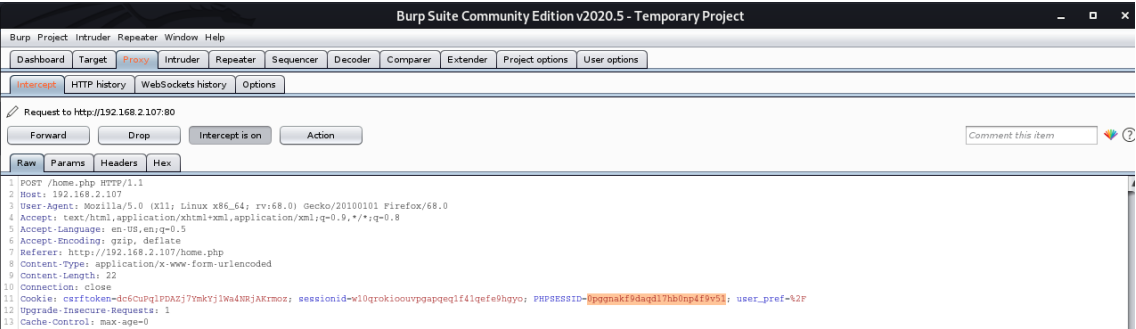 Burp Suite Community Edition v2020.5 - Temporary Project
Burp Project Intruder Repeater Window Help
Dashboard Target Proxy Intruder Repeater Sequencer Decoder Comparer Extender Project options User options
Intercept HTTP history WebSockets history Options
Request to http://192.168.2.107:80
Forward Drop Intercept is on Action Comment this item
Raw Params Headers Hex
1 POST /home.php HTTP/1.1
2 Host: 192.168.2.107
3 User-Agent: Mozilla/5.0 (X11; Linux x86_64; rv:68.0) Gecko/20100101 Firefox/68.0
4 Accept: text/html,application/xhtml+xml,application/xml;q=0.9,*/*;q=0.8
5 Accept-Language: en-US,en;q=0.5
6 Accept-Encoding: gzip, deflate
7 Referer: http://192.168.2.107/home.php
8 Content-Type: application/x-www-form-urlencoded
9 Content-Length: 22
10 Connection: close
11 Cookie: csrftoken=dc6CuPqlPDAZj7YmkYjlWa4NRjAKrmoz; sessionid=w10qrokioouvpgapqeqlf41qefe9hgyo; PHPSESSID=0pggnakf9daqdl7hb0np4f9v51; user_pref=%2F
12 Upgrade-Insecure-Requests: 1
13 Cache-Control: max-age=0